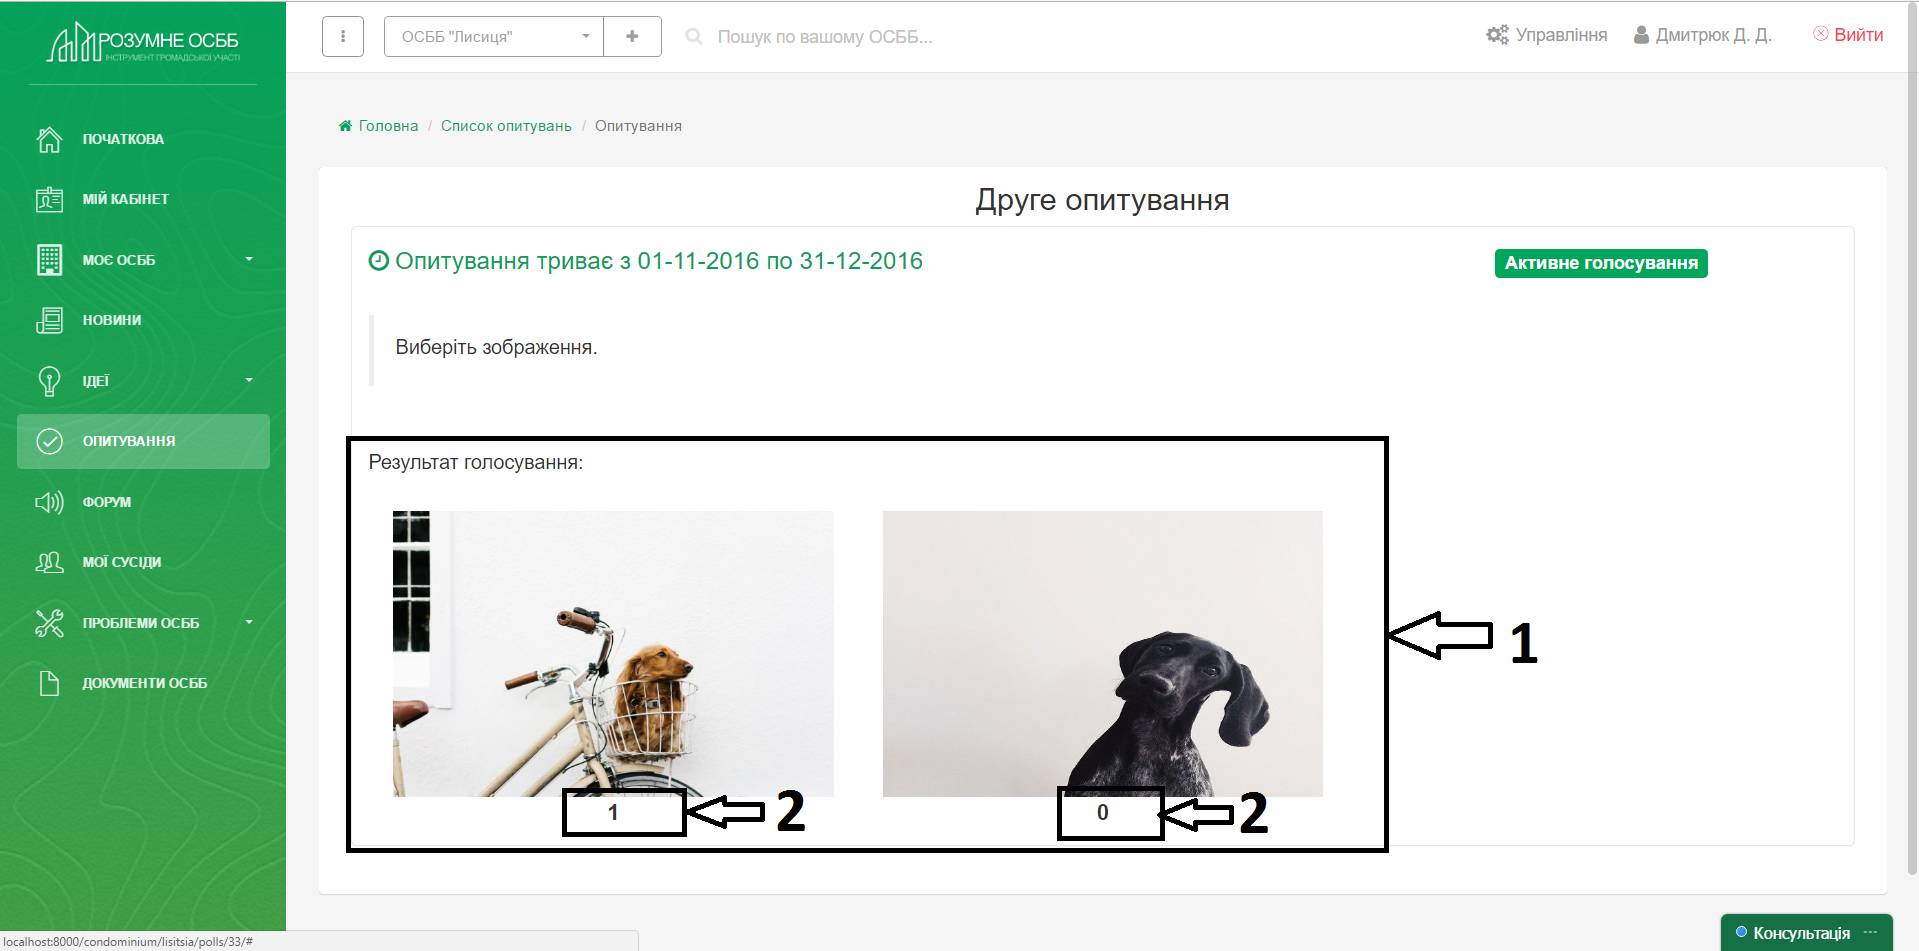 РОЗУМНЕ ОСББ
ІНСТРУМЕНТ ГРОМАДСЬКОЇ УЧАСТІ
ПОЧАТКОВА
МІЙ КАБІНЕТ
МОЄ ОСББ
НОВИНИ
ІДЕЇ
ОПИТУВАННЯ
ФОРУМ
МОЇ СУСІДИ
ПРОБЛЕМИ ОСББ
ДОКУМЕНТИ ОСББ
ОСББ "Лисиця"
+
Пошук по вашому ОСББ...
Управління
Дмитрюк Д. Д.
Вийти
Головна / Список опитувань / Опитування
Друге опитування
Опитування триває з 01-11-2016 по 31-12-2016
Активне голосування
Виберіть зображення.
Результат голосування:
1
1 2
0 2
Консультація ...
localhost:8000/condominium/lisitsia/polls/33/#